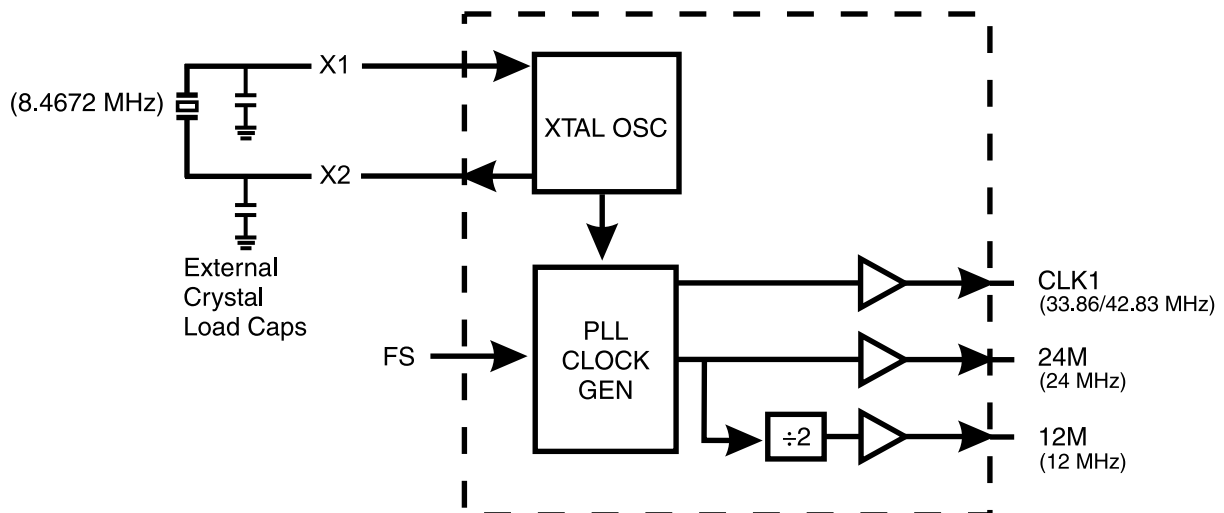 X1
(8.4672 MHz)
XTAL OSC
X2
External
Crystal
Load Caps
CLK1
(33.86/42.83 MHz)
PLL
CLOCK
GEN
FS
24M
(24 MHz)
÷2
12M
(12 MHz)